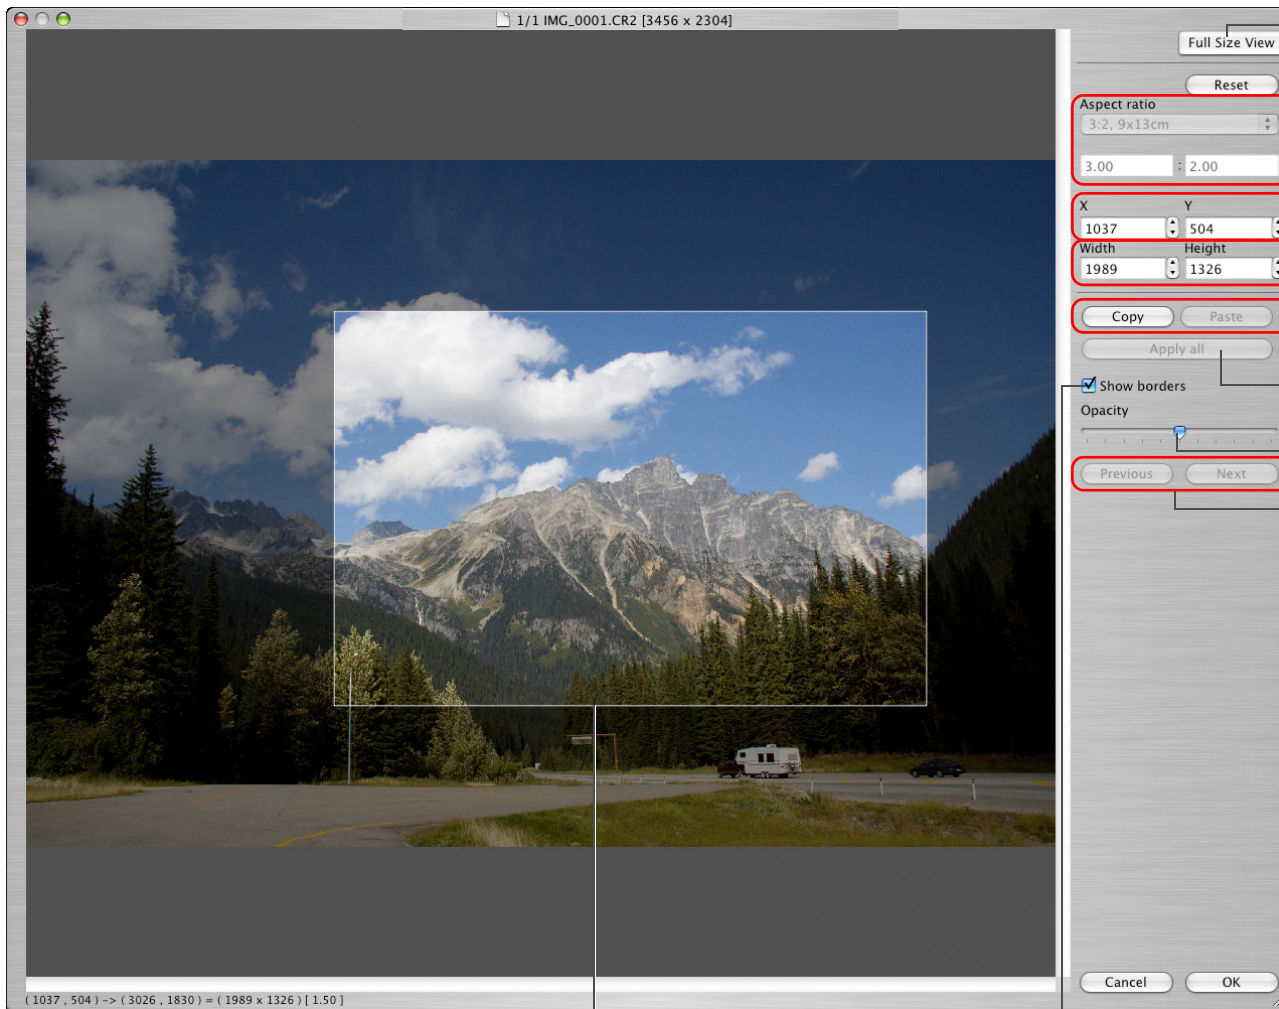 1/1 IMG_0001.CR2 [3456 x 2304]
Full Size View
Reset
Aspect ratio
3:2, 9x13cm
3.00 : 2.00
X Y
1037 504
Width Height
1989 1326
Copy Paste
Apply all
Show borders
Opacity
Previous Next
Cancel OK
( 1037 , 504 ) -> ( 3026 , 1830 ) = ( 1989 x 1326 ) [ 1.50 ]